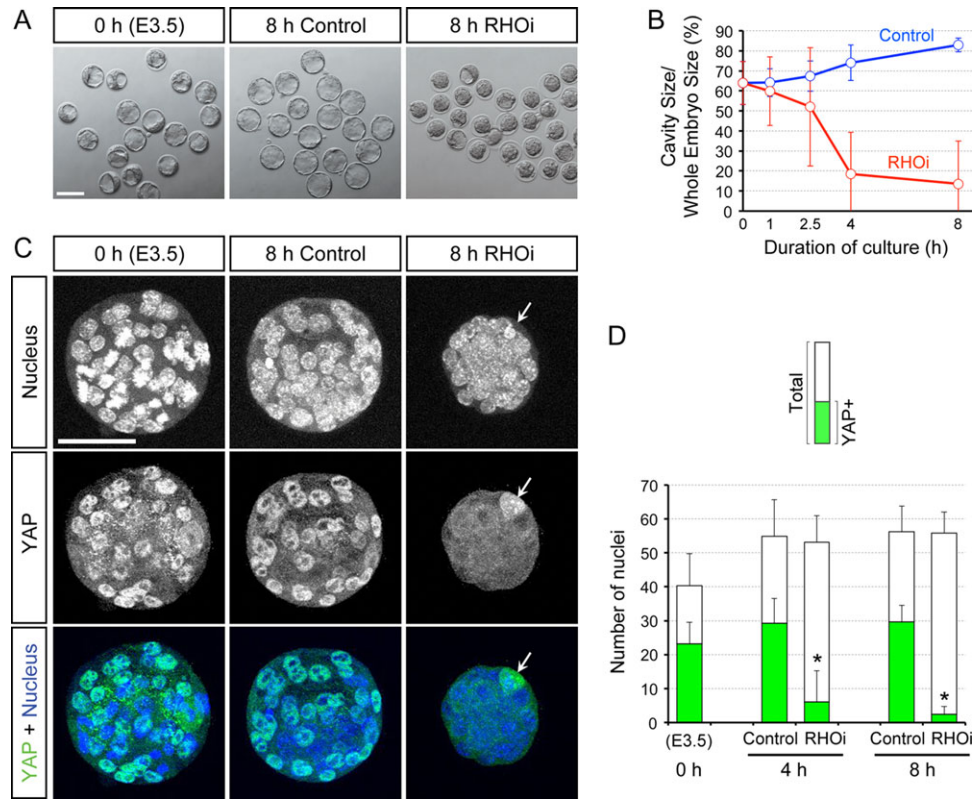 A
0 h (E3.5)
8 h Control
8 h RHOi
B
Cavity Size/
Whole Embryo Size (%)
90
80
70
60
50
40
30
20
10
0
Control
RHOi
0
1
2.5
4
8
Duration of culture (h)
C
0 h (E3.5)
8 h Control
8 h RHOi
Nucleus
YAP
YAP + Nucleus
D
Total
YAP+
Number of nuclei
70
60
50
40
30
20
10
0
*
*
(E3.5)
Control RHOi
Control RHOi
0 h
4 h
8 h